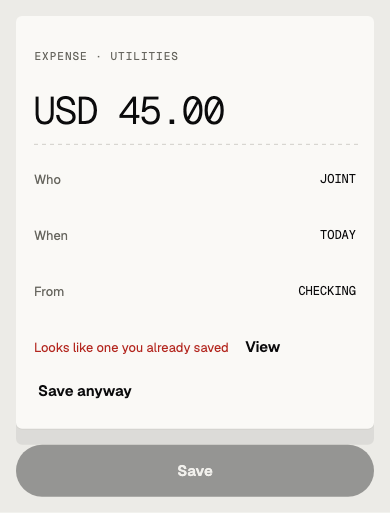 EXPENSE · UTILITIES
USD 45.00
Who JOINT
When TODAY
From CHECKING
Looks like one you already saved View
Save anyway
Save